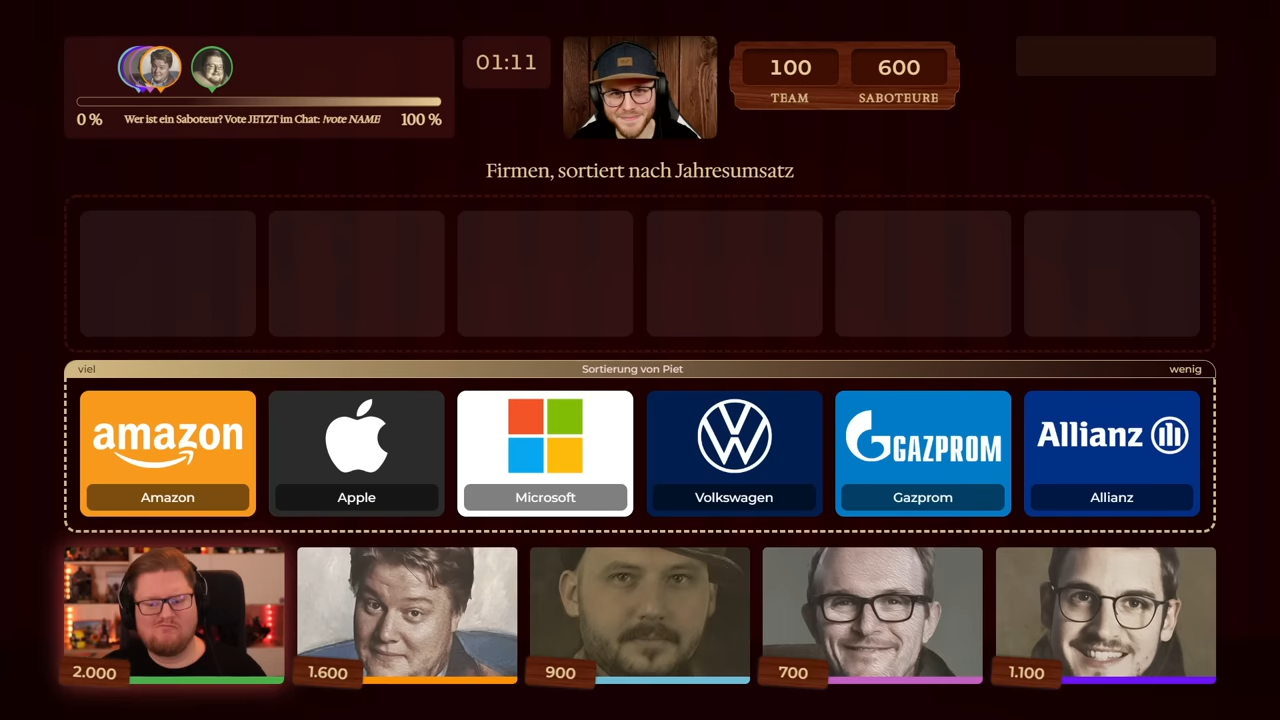 0 %
Wer ist ein Saboteur? Vote JETZT im Chat: !vote NAME
100 %
01:11
100
TEAM
600
SABOTEURE
Firmen, sortiert nach Jahresumsatz
viel
Sortierung von Piet
wenig
amazon
Amazon
Apple
Microsoft
Volkswagen
GAZPROM
Gazprom
Allianz
Allianz
2.000
1.600
900
700
1.100